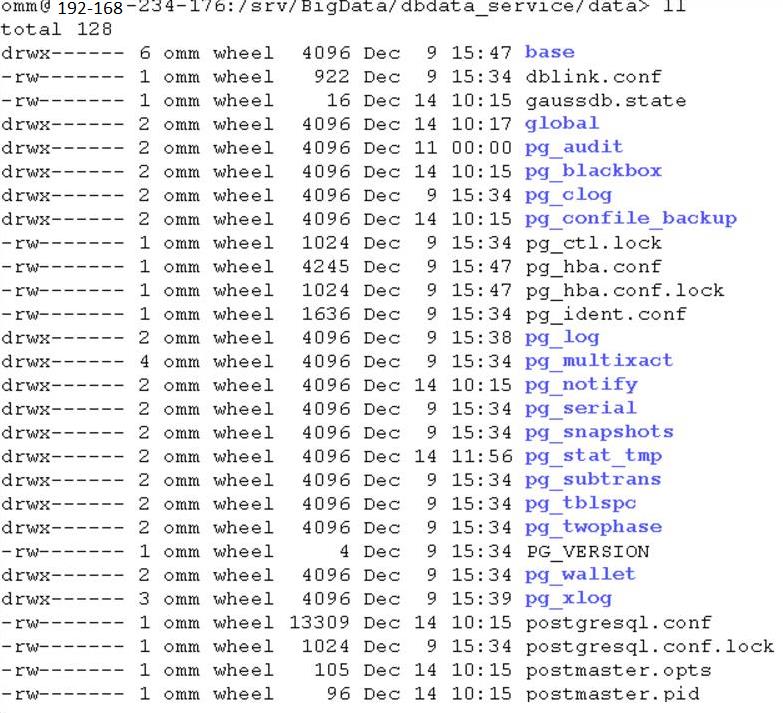 omm@ 192-168-234-176:/srv/BigData/dbdata_service/data> ll
total 128
drwx------ 6 omm wheel 4096 Dec 9 15:47 base
-rw------- 1 omm wheel 922 Dec 9 15:34 dblink.conf
-rw------- 1 omm wheel 16 Dec 14 10:15 gaussdb.state
drwx------ 2 omm wheel 4096 Dec 14 10:17 global
drwx------ 2 omm wheel 4096 Dec 11 00:00 pg_audit
drwx------ 2 omm wheel 4096 Dec 14 10:15 pg_blackbox
drwx------ 2 omm wheel 4096 Dec 9 15:34 pg_clog
drwx------ 2 omm wheel 4096 Dec 14 10:15 pg_confile_backup
-rw------- 1 omm wheel 1024 Dec 9 15:34 pg_ctl.lock
-rw------- 1 omm wheel 4245 Dec 9 15:47 pg_hba.conf
-rw------- 1 omm wheel 1024 Dec 9 15:47 pg_hba.conf.lock
-rw------- 1 omm wheel 1636 Dec 9 15:34 pg_ident.conf
drwx------ 2 omm wheel 4096 Dec 9 15:38 pg_log
drwx------ 4 omm wheel 4096 Dec 9 15:34 pg_multixact
drwx------ 2 omm wheel 4096 Dec 14 10:15 pg_notify
drwx------ 2 omm wheel 4096 Dec 9 15:34 pg_serial
drwx------ 2 omm wheel 4096 Dec 9 15:34 pg_snapshots
drwx------ 2 omm wheel 4096 Dec 14 11:56 pg_stat_tmp
drwx------ 2 omm wheel 4096 Dec 9 15:34 pg_subtrans
drwx------ 2 omm wheel 4096 Dec 9 15:34 pg_tblspc
drwx------ 2 omm wheel 4096 Dec 9 15:34 pg_twophase
-rw------- 1 omm wheel 4 Dec 9 15:34 PG_VERSION
drwx------ 2 omm wheel 4096 Dec 9 15:34 pg_wallet
drwx------ 3 omm wheel 4096 Dec 9 15:39 pg_xlog
-rw------- 1 omm wheel 13309 Dec 14 10:15 postgresql.conf
-rw------- 1 omm wheel 1024 Dec 9 15:34 postgresql.conf.lock
-rw------- 1 omm wheel 105 Dec 14 10:15 postmaster.opts
-rw------- 1 omm wheel 96 Dec 14 10:15 postmaster.pid